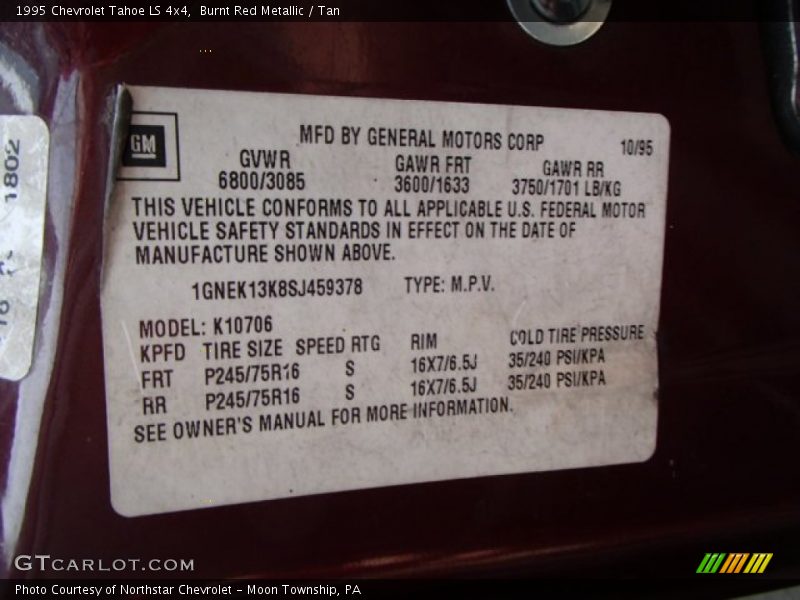 1995 Chevrolet Tahoe LS 4x4, Burnt Red Metallic / Tan
1802
GM
MFD BY GENERAL MOTORS CORP 10/95
GVWR GAWR FRT GAWR RR
6800/3085 3600/1633 3750/1701 LB/KG
THIS VEHICLE CONFORMS TO ALL APPLICABLE U.S. FEDERAL MOTOR
VEHICLE SAFETY STANDARDS IN EFFECT ON THE DATE OF
MANUFACTURE SHOWN ABOVE.
1GNEK13K8SJ459378 TYPE: M.P.V.
MODEL: K10706
KPFD TIRE SIZE SPEED RTG RIM COLD TIRE PRESSURE
FRT P245/75R16 S 16X7/6.5J 35/240 PSI/KPA
RR P245/75R16 S 16X7/6.5J 35/240 PSI/KPA
SEE OWNER'S MANUAL FOR MORE INFORMATION.
GTCARLOT.COM
Photo Courtesy of Northstar Chevrolet - Moon Township, PA